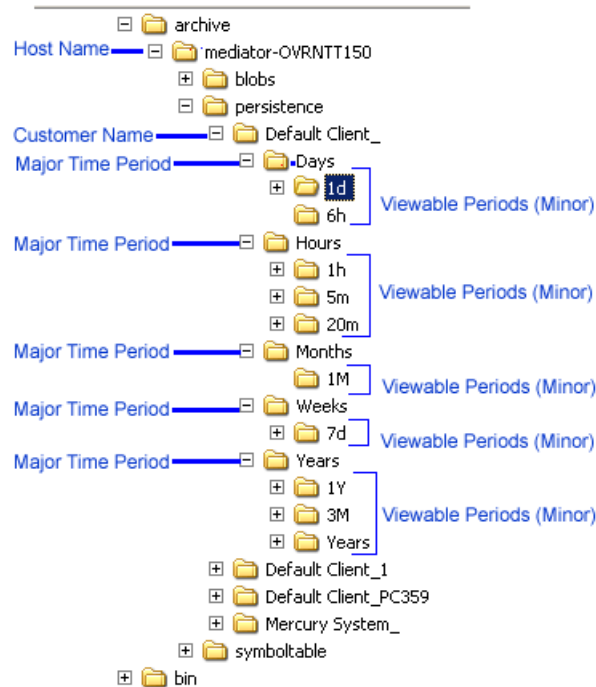 archive
Host Name mediator-OVRNTT150
blobs
persistence
Customer Name Default Client_
Major Time Period Days
1d
Viewable Periods (Minor)
6h
Major Time Period Hours
1h
5m Viewable Periods (Minor)
20m
Major Time Period Months
1M Viewable Periods (Minor)
Major Time Period Weeks
7d Viewable Periods (Minor)
Major Time Period Years
1Y
3M Viewable Periods (Minor)
Years
Default Client_1
Default Client_PC359
Mercury System_
symboltable
bin